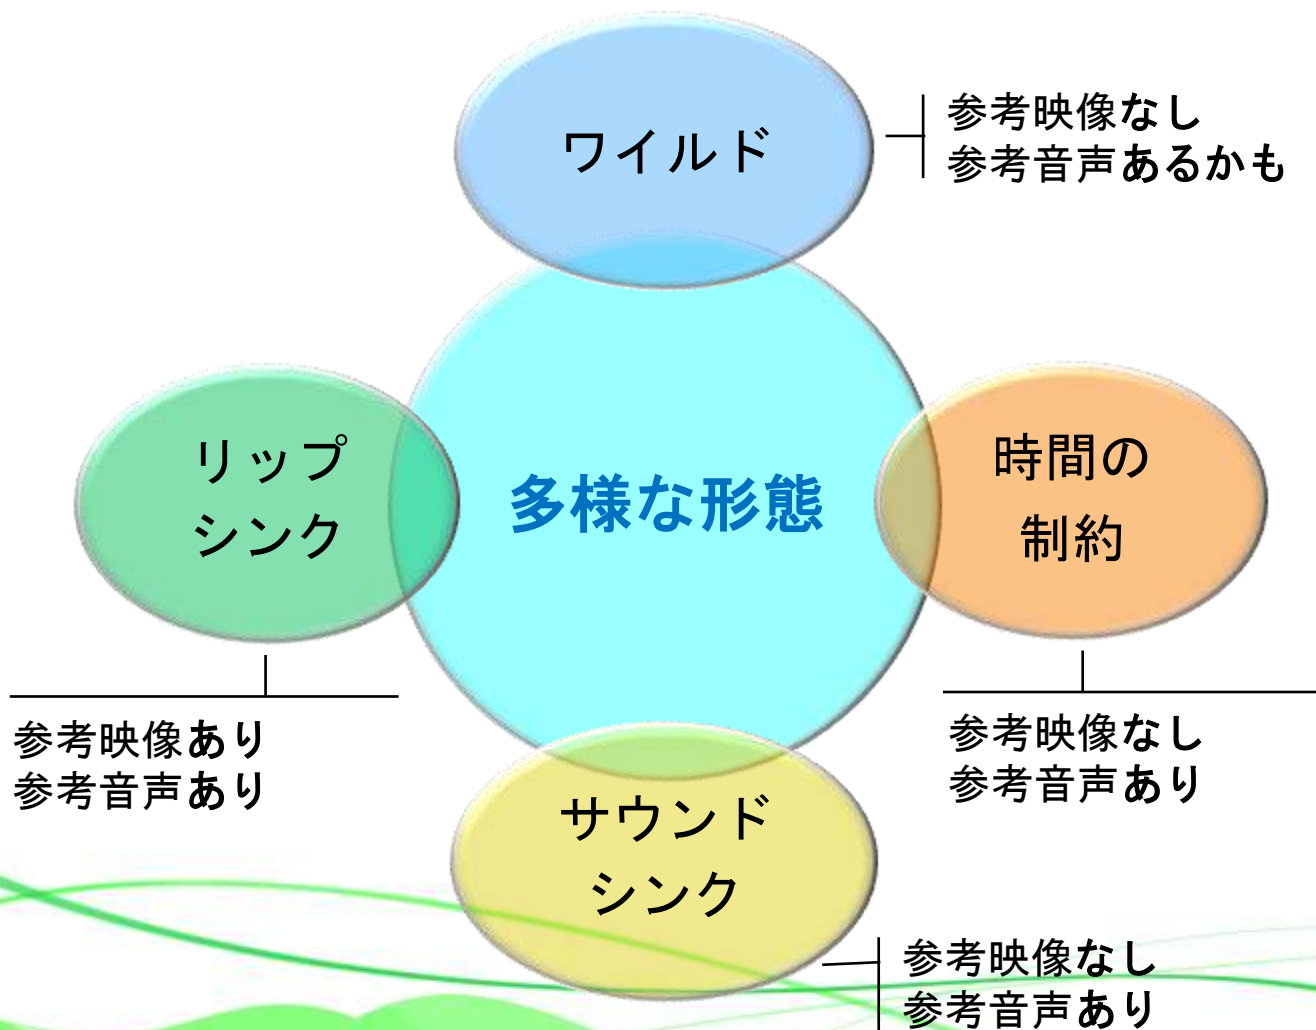 ワイルド
参考映像なし
参考音声あるかも
リップ
シンク
参考映像あり
参考音声あり
多様な形態
時間の
制約
参考映像なし
参考音声あり
サウンド
シンク
参考映像なし
参考音声あり